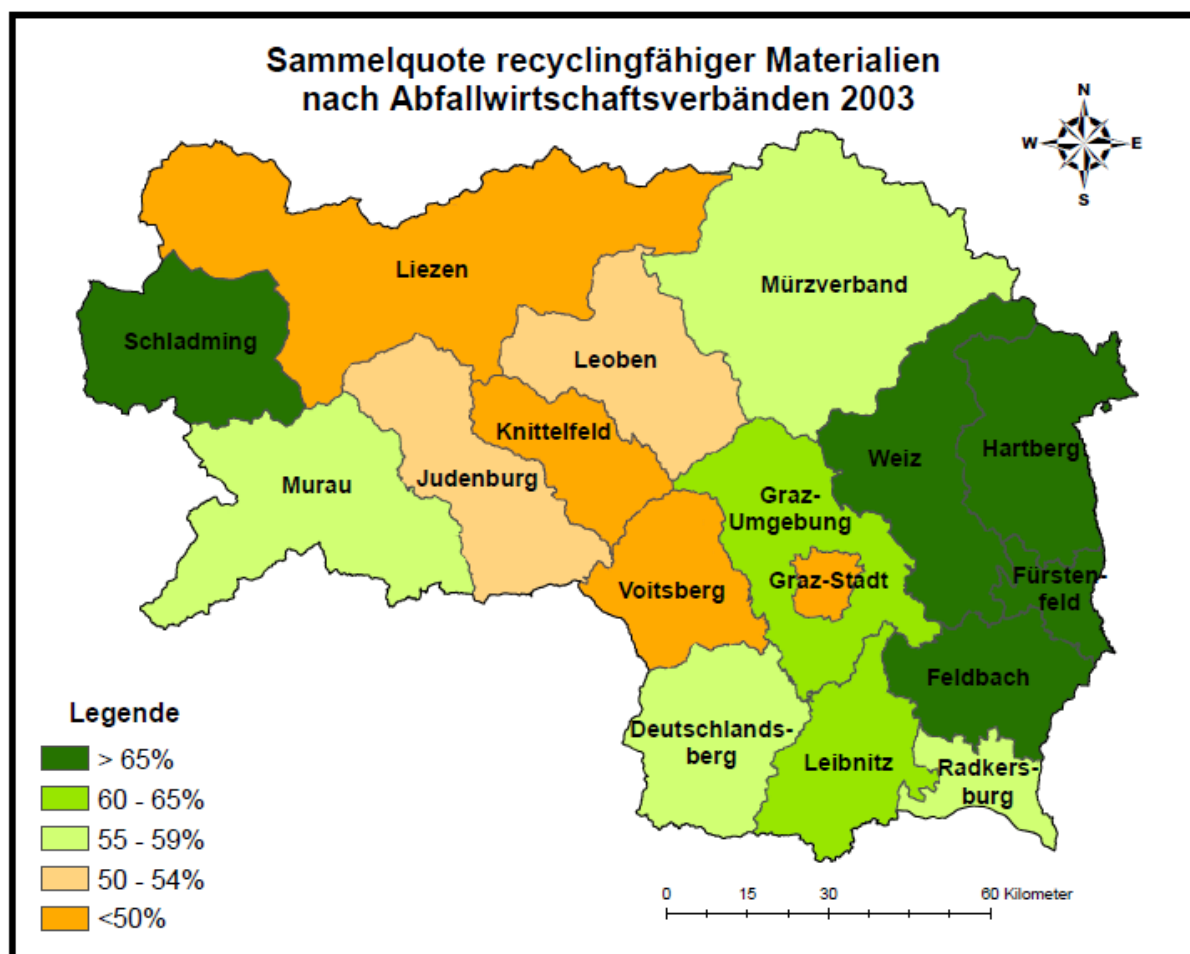 Sammelquote recyclingfähiger Materialien
nach Abfallwirtschaftsverbänden 2003
N
W
E
S
Liezen
Mürzverband
Schladming
Leoben
Knittelfeld
Hartberg
Weiz
Judenburg
Murau
Graz-
Umgebung
Graz-Stadt
Voitsberg
Fürsten-
feld
Feldbach
Deutschlands-
berg
Leibnitz
Radkers-
burg
Legende
> 65%
60 - 65%
55 - 59%
50 - 54%
<50%
0 15 30 60 Kilometer